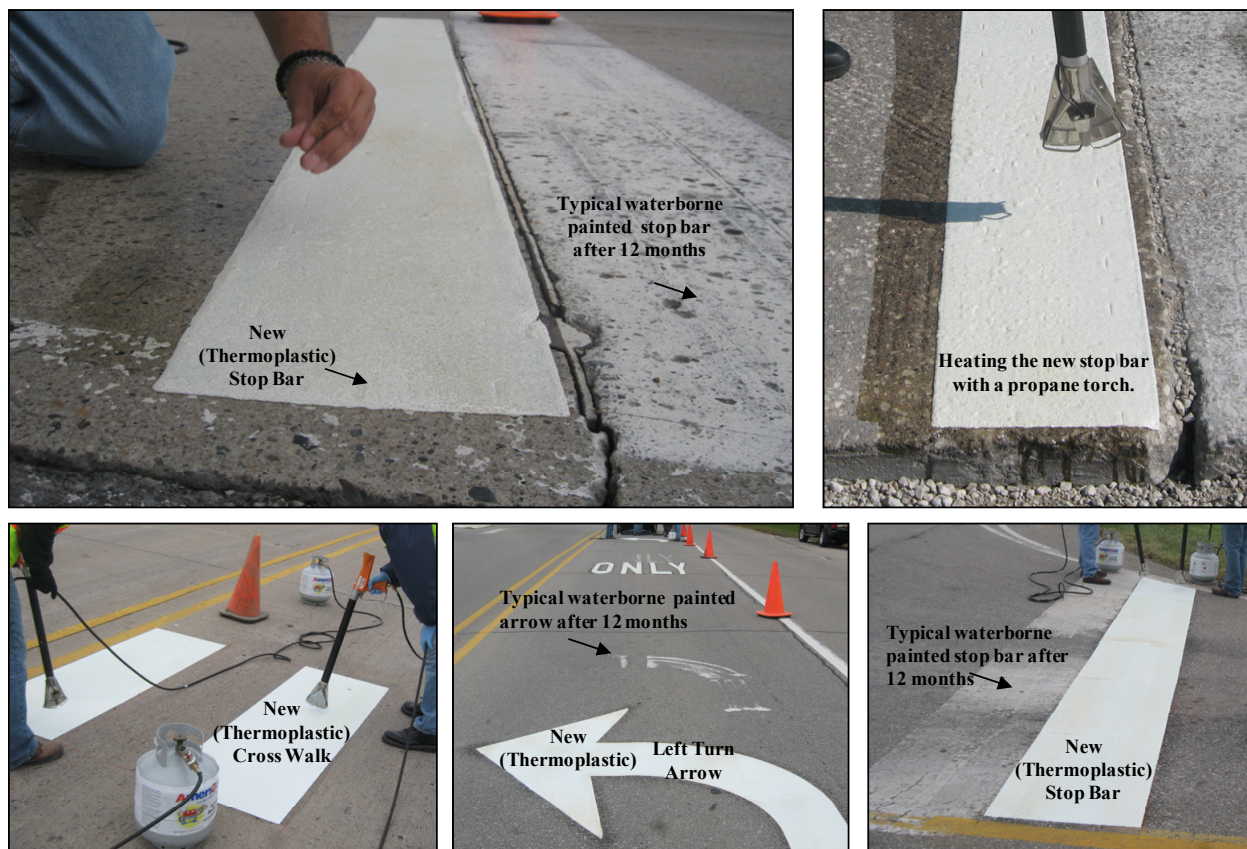 Typical waterborne
painted stop bar
after 12 months
New
(Thermoplastic)
Stop Bar
Heating the new stop bar
with a propane torch.
New
(Thermoplastic)
Cross Walk
ONLY
Typical waterborne painted
arrow after 12 months
New
(Thermoplastic)
Left Turn
Arrow
Typical waterborne
painted stop bar after
12 months
New
(Thermoplastic)
Stop Bar